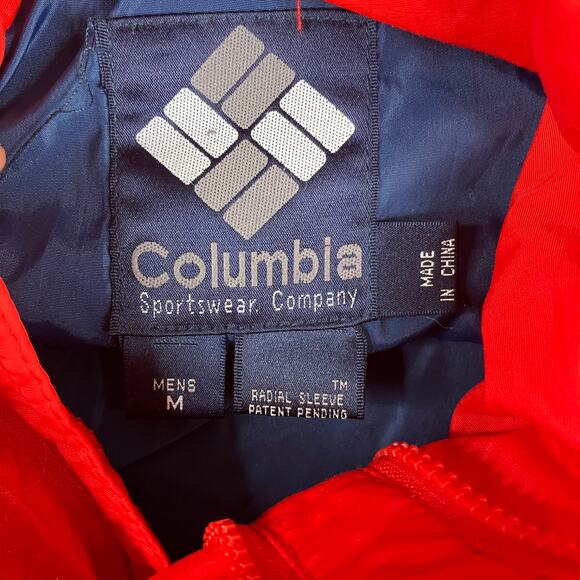 Columbia
Sportswear Company
MADE
IN CHINA
MENS
M
TM
RADIAL SLEEVE
PATENT PENDING